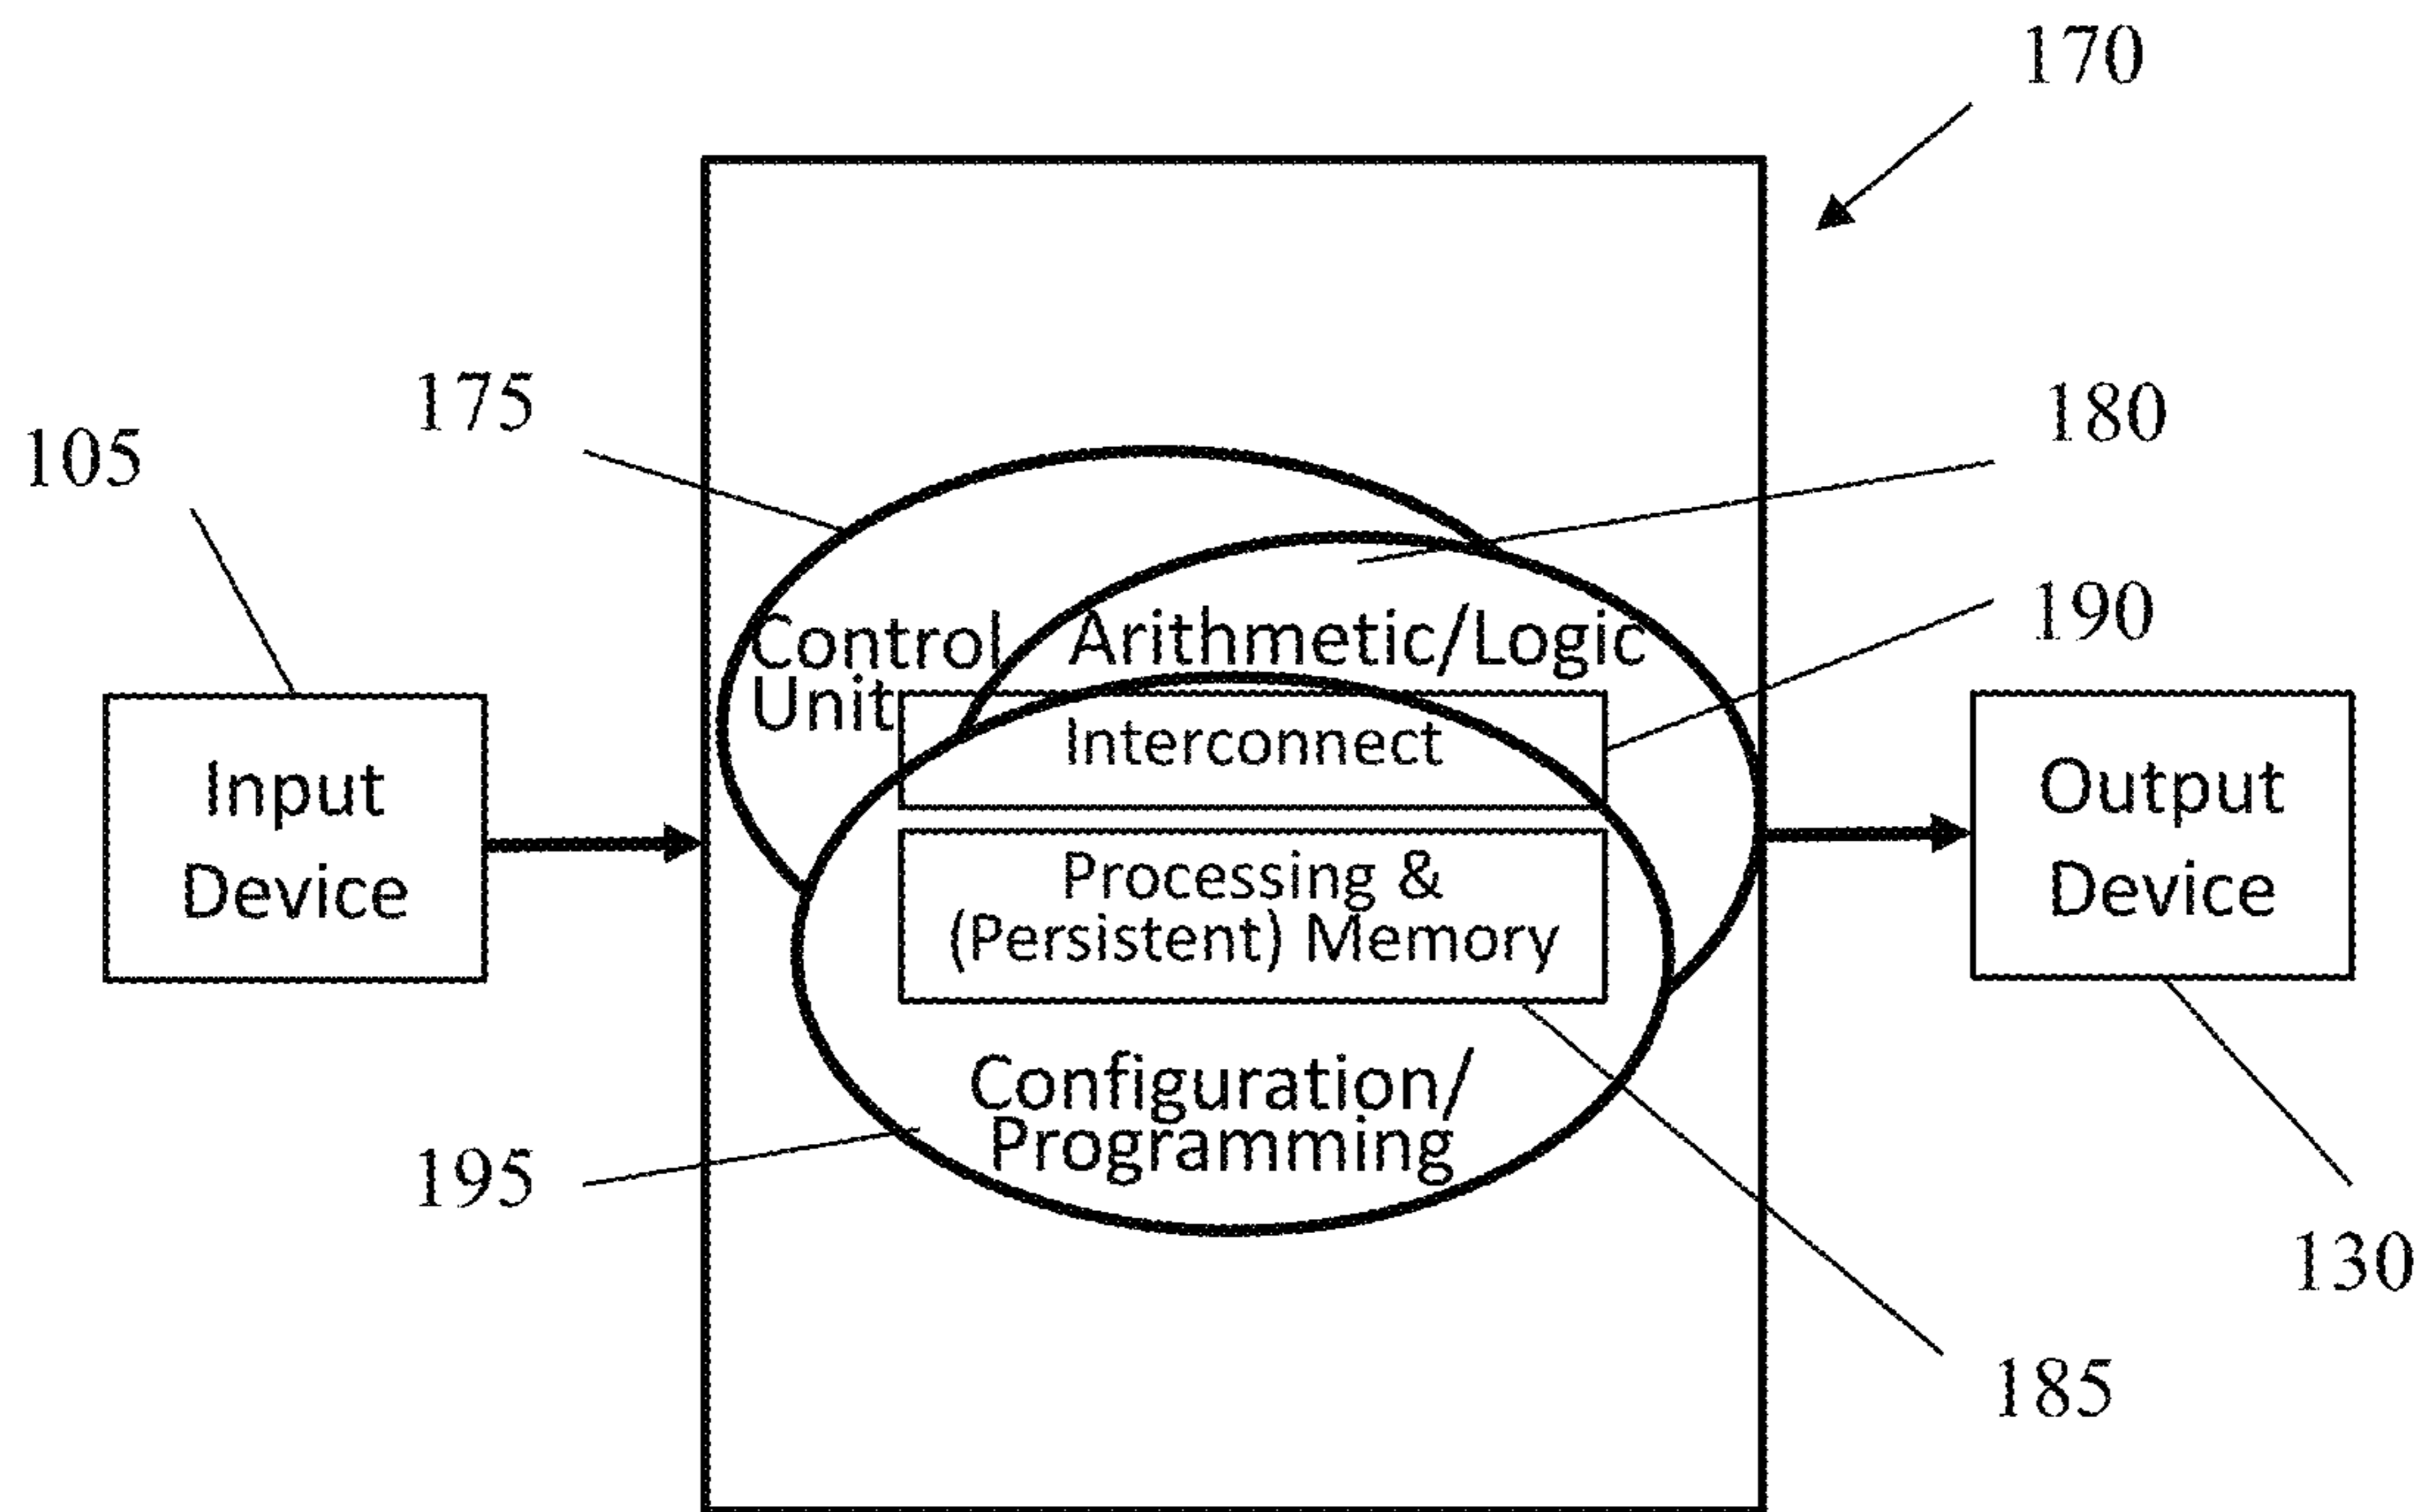 170
175
180
105
190
Control
Unit
Arithmetic/Logic
Interconnect
Input
Device
Processing &
(Persistent) Memory
Output
Device
Configuration/
Programming
195
130
185